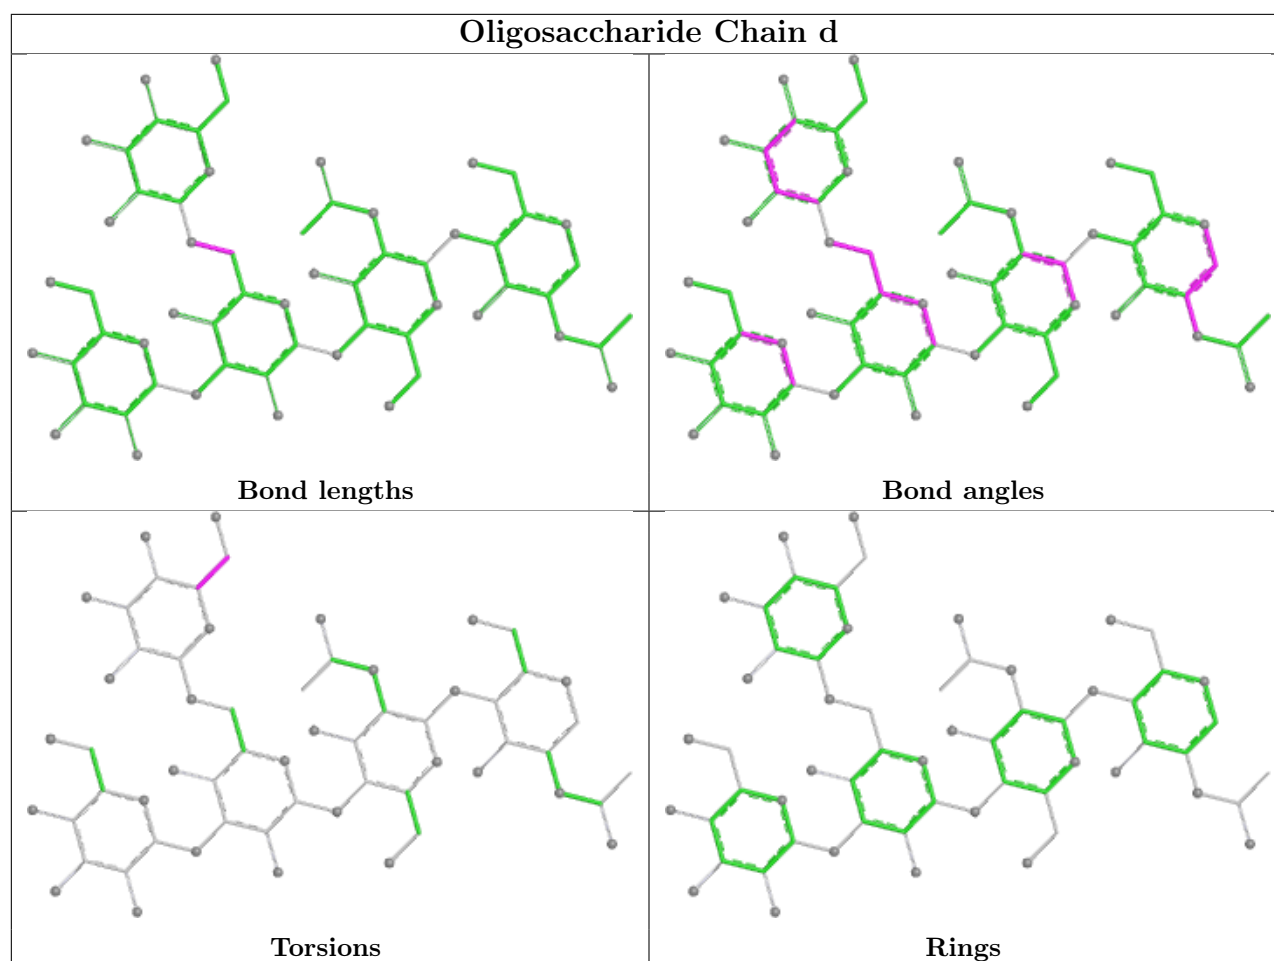 Oligosaccharide Chain d
Bond lengths
Bond angles
Torsions
Rings